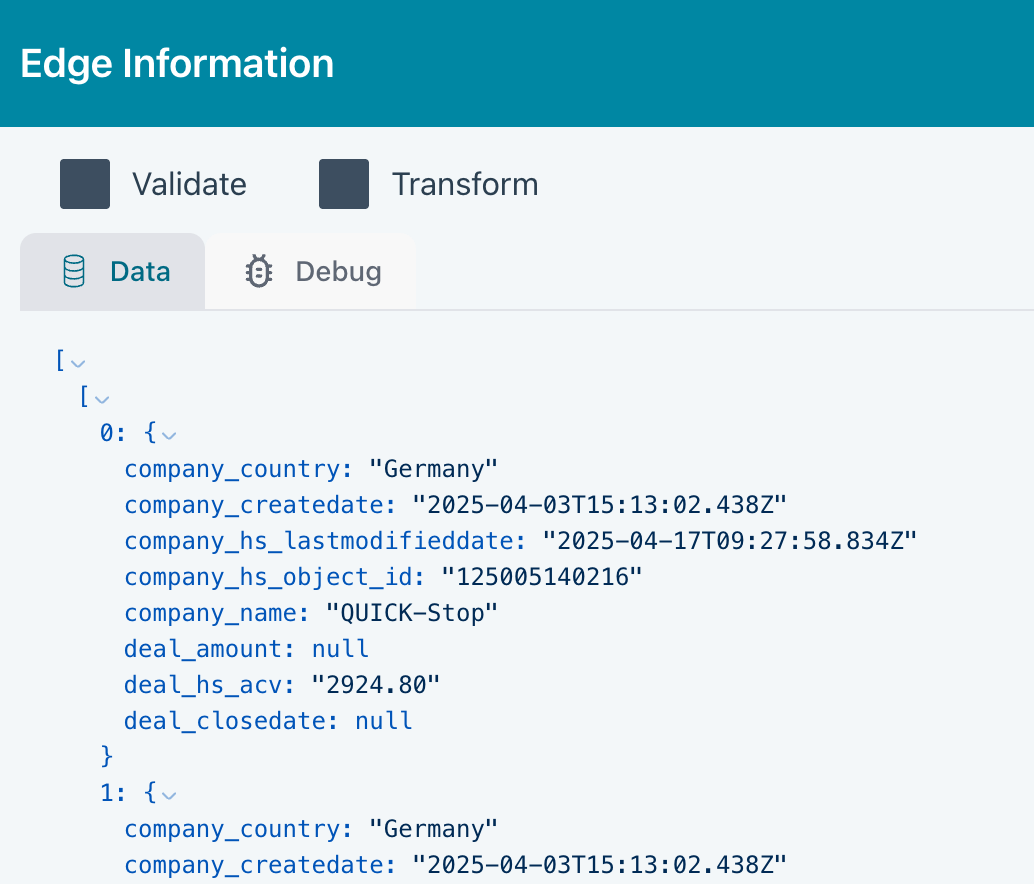 Edge Information
Validate Transform
Data Debug
[
[
0: {
company_country: "Germany"
company_createdate: "2025-04-03T15:13:02.438Z"
company_hs_lastmodifieddate: "2025-04-17T09:27:58.834Z"
company_hs_object_id: "125005140216"
company_name: "QUICK-Stop"
deal_amount: null
deal_hs_acv: "2924.80"
deal_closedate: null
}
1: {
company_country: "Germany"
company_createdate: "2025-04-03T15:13:02.438Z"